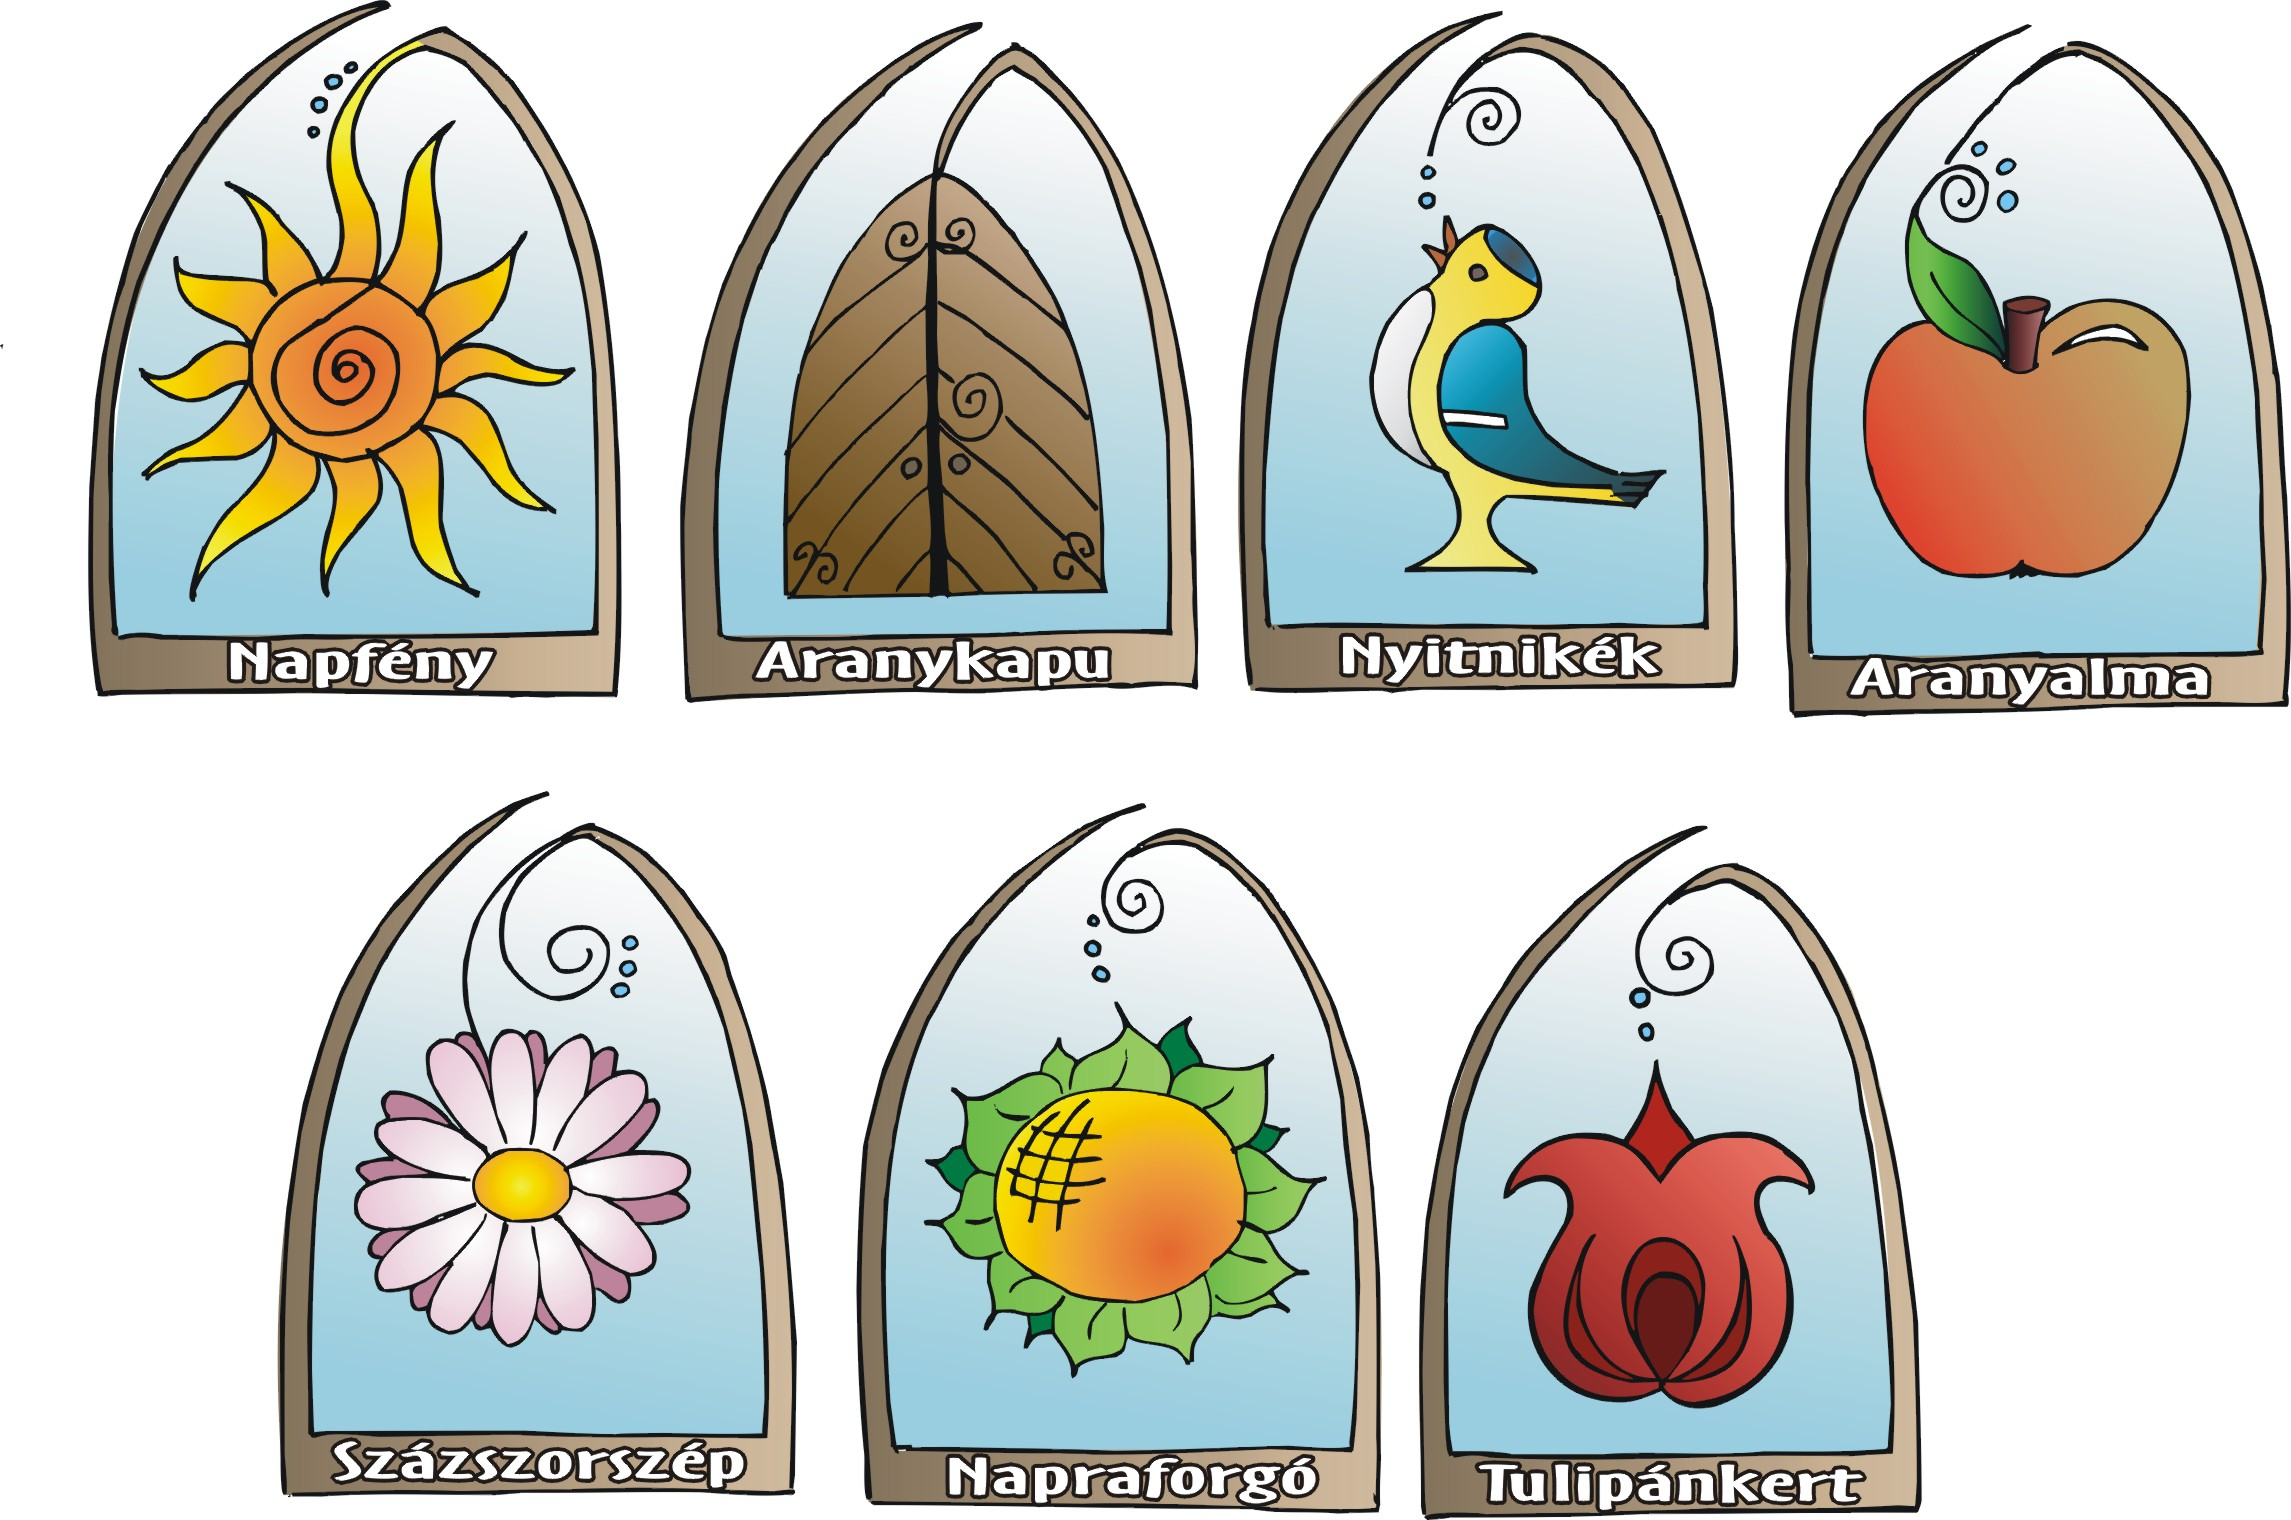 Napfény
Aranykapu
Nyitnikék
Aranyalma
Százszorszép
Napraforgó
Tulipánkert